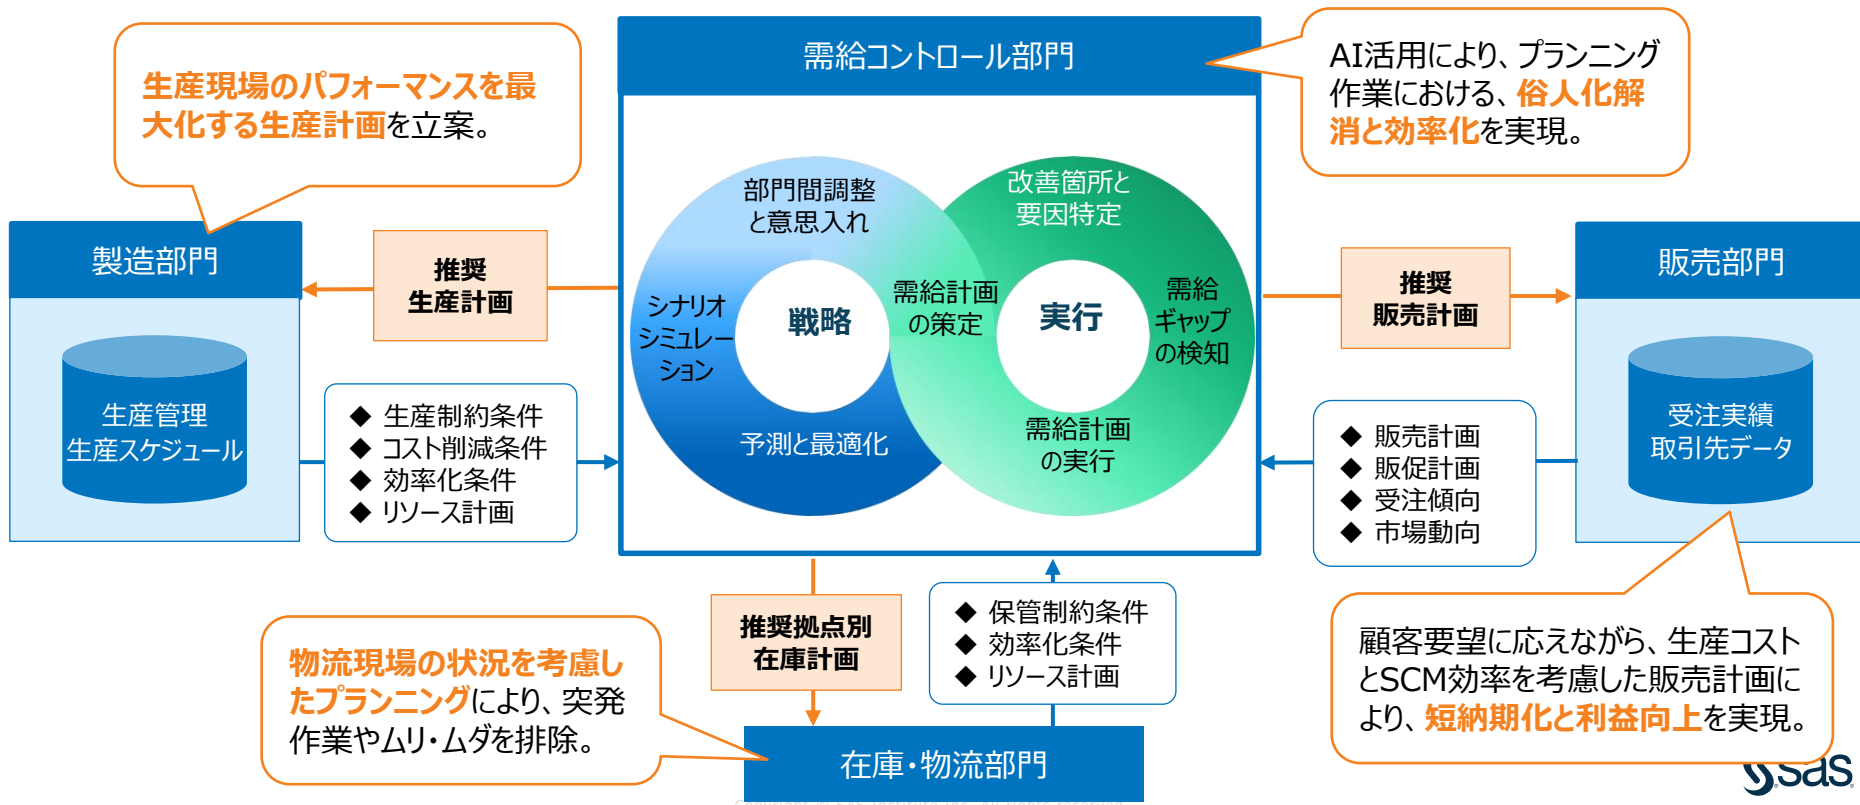 需給コントロール部門
生産現場のパフォーマンスを最
大化する生産計画を立案。
AI活用により、プランニング
作業における、俗人化解
消と効率化を実現。
製造部門
生産管理
生産スケジュール
推奨
生産計画
◆ 生産制約条件
◆ コスト削減条件
◆ 効率化条件
◆ リソース計画
部門間調整
と意思入れ
シナリオ
シミュレー
ション
戦略
予測と最適化
需給計画
の策定
改善箇所と
要因特定
実行
需給
ギャップ
の検知
需給計画
の実行
推奨
販売計画
◆ 販売計画
◆ 販促計画
◆ 受注傾向
◆ 市場動向
販売部門
受注実績
取引先データ
推奨拠点別
在庫計画
◆ 保管制約条件
◆ 効率化条件
◆ リソース計画
物流現場の状況を考慮し
たプランニングにより、突発
作業やムリ・ムダを排除。
在庫・物流部門
顧客要望に応えながら、生産コスト
とSCM効率を考慮した販売計画に
より、短納期化と利益向上を実現。
sas
Copyright © SAS Institute Inc. All rights reserved.